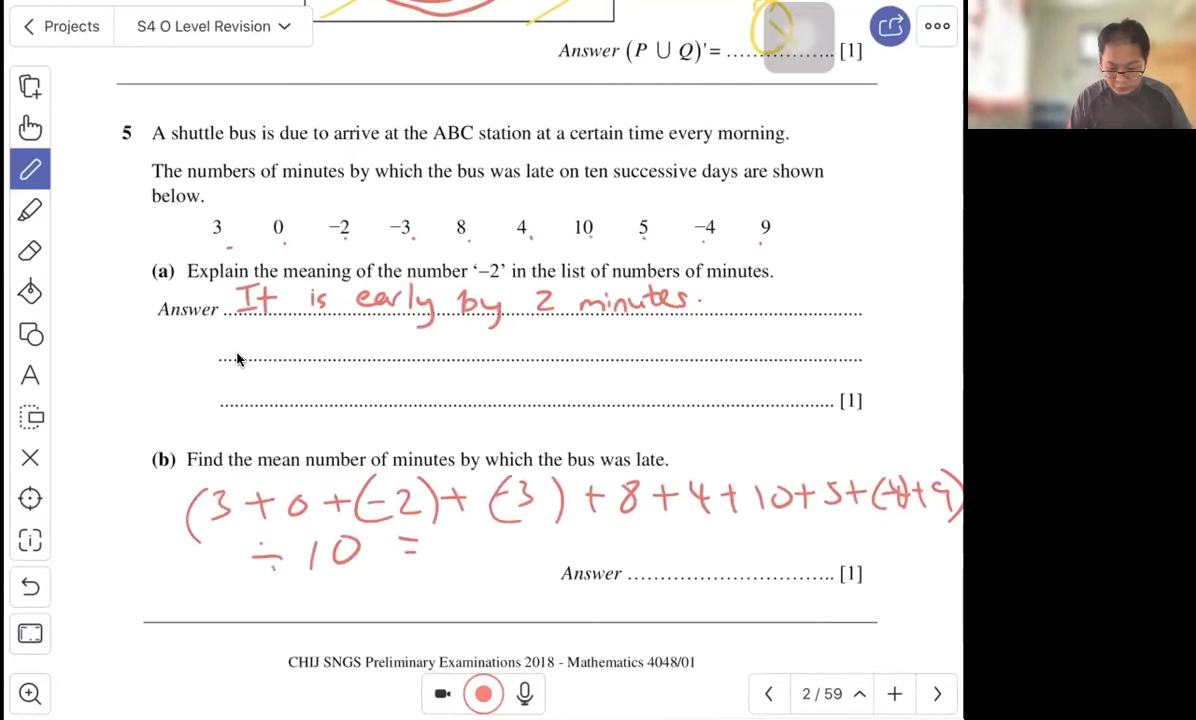 Projects
S4 O Level Revision
Answer (P ∪ Q)' = ................ [1]
5 A shuttle bus is due to arrive at the ABC station at a certain time every morning.
The numbers of minutes by which the bus was late on ten successive days are shown
below.
3 0 −2 −3 8 4 10 5 −4 9
(a) Explain the meaning of the number ‘−2’ in the list of numbers of minutes.
Answer It is early by 2 minutes.
[1]
(b) Find the mean number of minutes by which the bus was late.
(3 + 0 + (-2) + (-3) + 8 + 4 + 10 + 5 + (-4) + 9)
÷ 10 =
Answer ................................ [1]
CHIJ SNGS Preliminary Examinations 2018 - Mathematics 4048/01
2 / 59